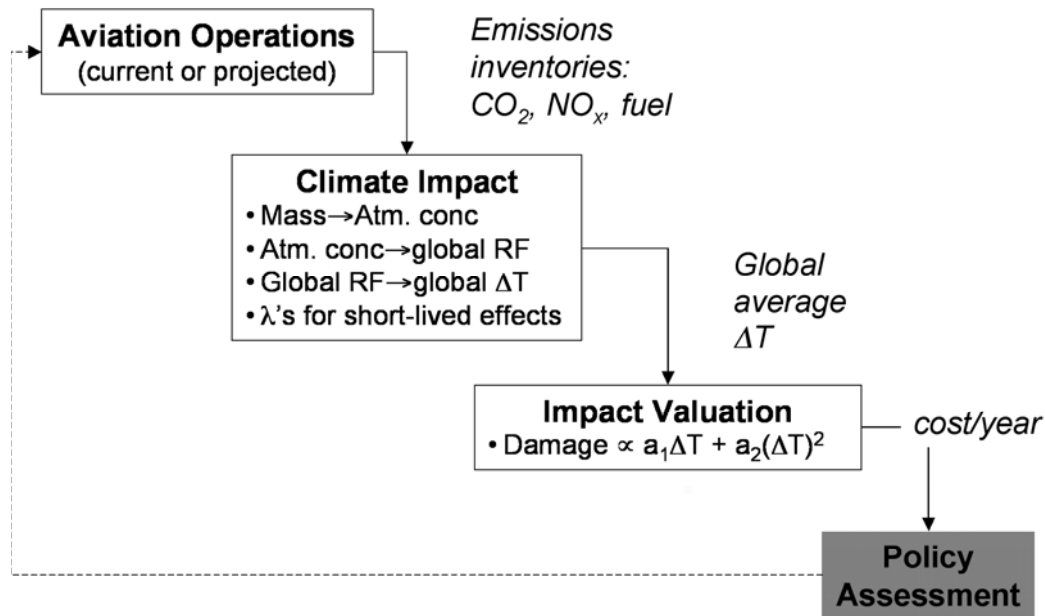 Aviation Operations
(current or projected)
Emissions
inventories:
CO₂, NOₓ, fuel
Climate Impact
• Mass→Atm. conc
• Atm. conc→global RF
• Global RF→global ΔT
• λ's for short-lived effects
Global
average
ΔT
Impact Valuation
• Damage ∝ a₁ΔT + a₂(ΔT)²
cost/year
Policy
Assessment